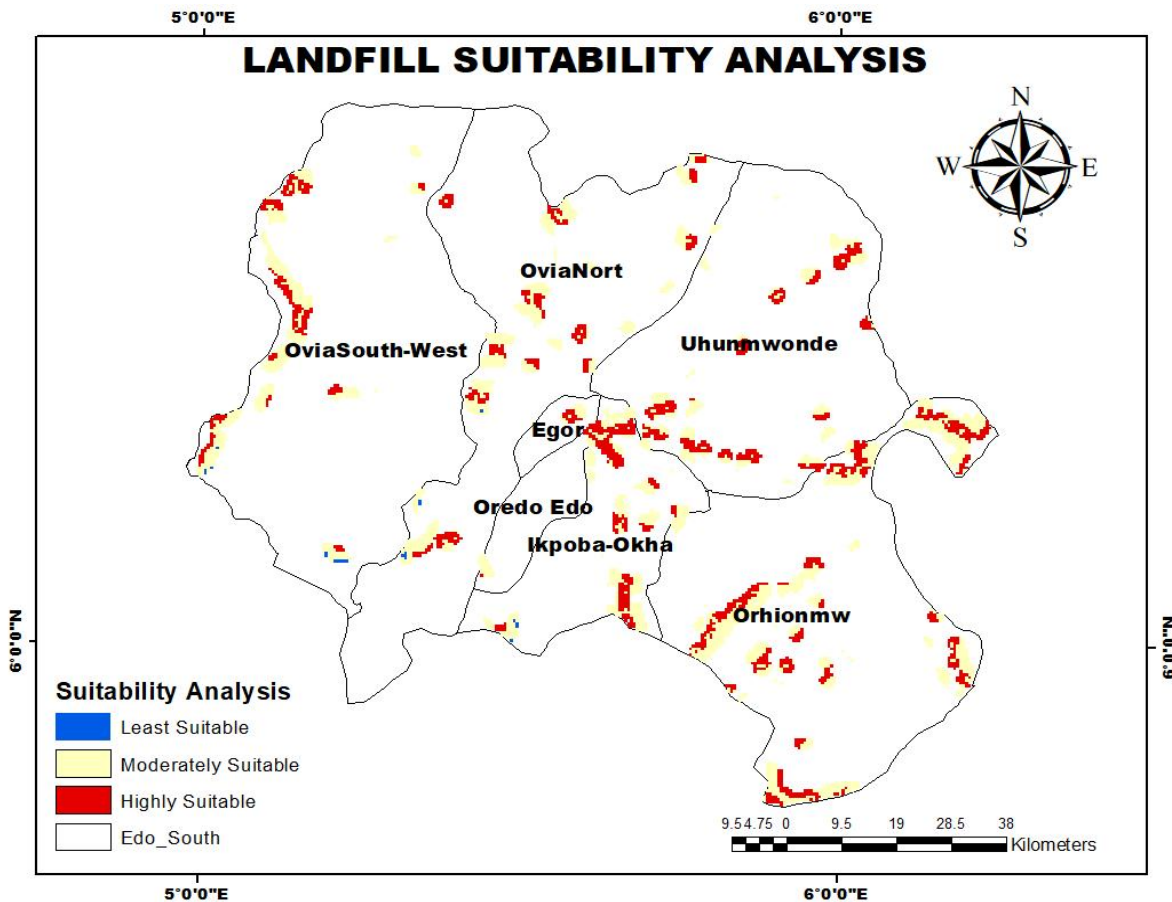 5°0'0"E 6°0'0"E
LANDFILL SUITABILITY ANALYSIS
N
W E
S
OviaNort
Uhunmwonde
OviaSouth-West
Egor
Oredo Edo
Ikpoba-Okha
Orhionmw
6°0'0"N 6°0'0"N
Suitability Analysis
Least Suitable
Moderately Suitable
Highly Suitable
Edo_South
9.5 4.75 0 9.5 19 28.5 38
Kilometers
5°0'0"E 6°0'0"E